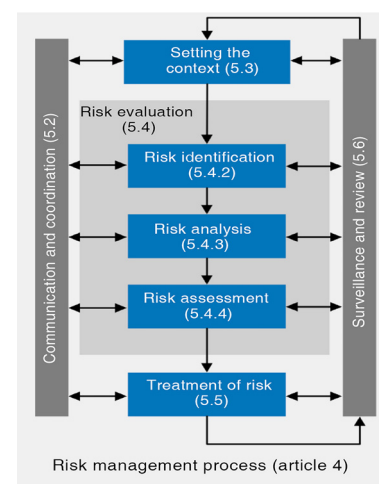 Setting the
context (5.3)
Risk evaluation
(5.4)
Risk identification
(5.4.2)
Risk analysis
(5.4.3)
Risk assessment
(5.4.4)
Treatment of risk
(5.5)
Communication and coordination (5.2)
Surveillance and review (5.6)
Risk management process (article 4)